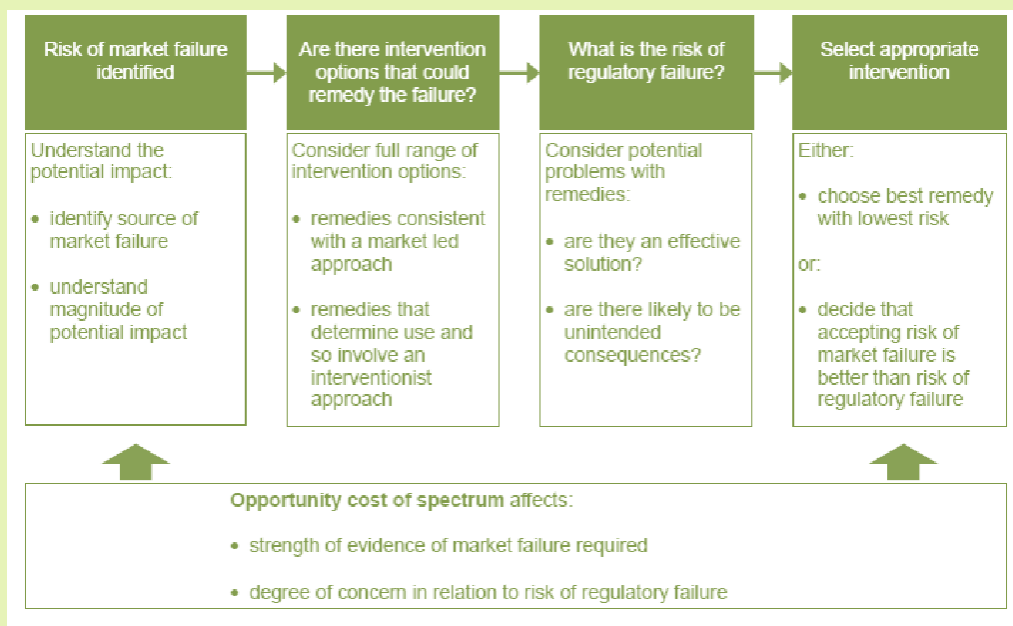 Risk of market failure
identified
Are there intervention
options that could
remedy the failure?
What is the risk of
regulatory failure?
Select appropriate
intervention
Understand the
potential impact:
• identify source of
market failure
• understand
magnitude of
potential impact
Consider full range of
intervention options:
• remedies consistent
with a market led
approach
• remedies that
determine use and
so involve an
interventionist
approach
Consider potential
problems with
remedies:
• are they an effective
solution?
• are there likely to be
unintended
consequences?
Either:
• choose best remedy
with lowest risk
or:
• decide that
accepting risk of
market failure is
better than risk of
regulatory failure
Opportunity cost of spectrum affects:
• strength of evidence of market failure required
• degree of concern in relation to risk of regulatory failure